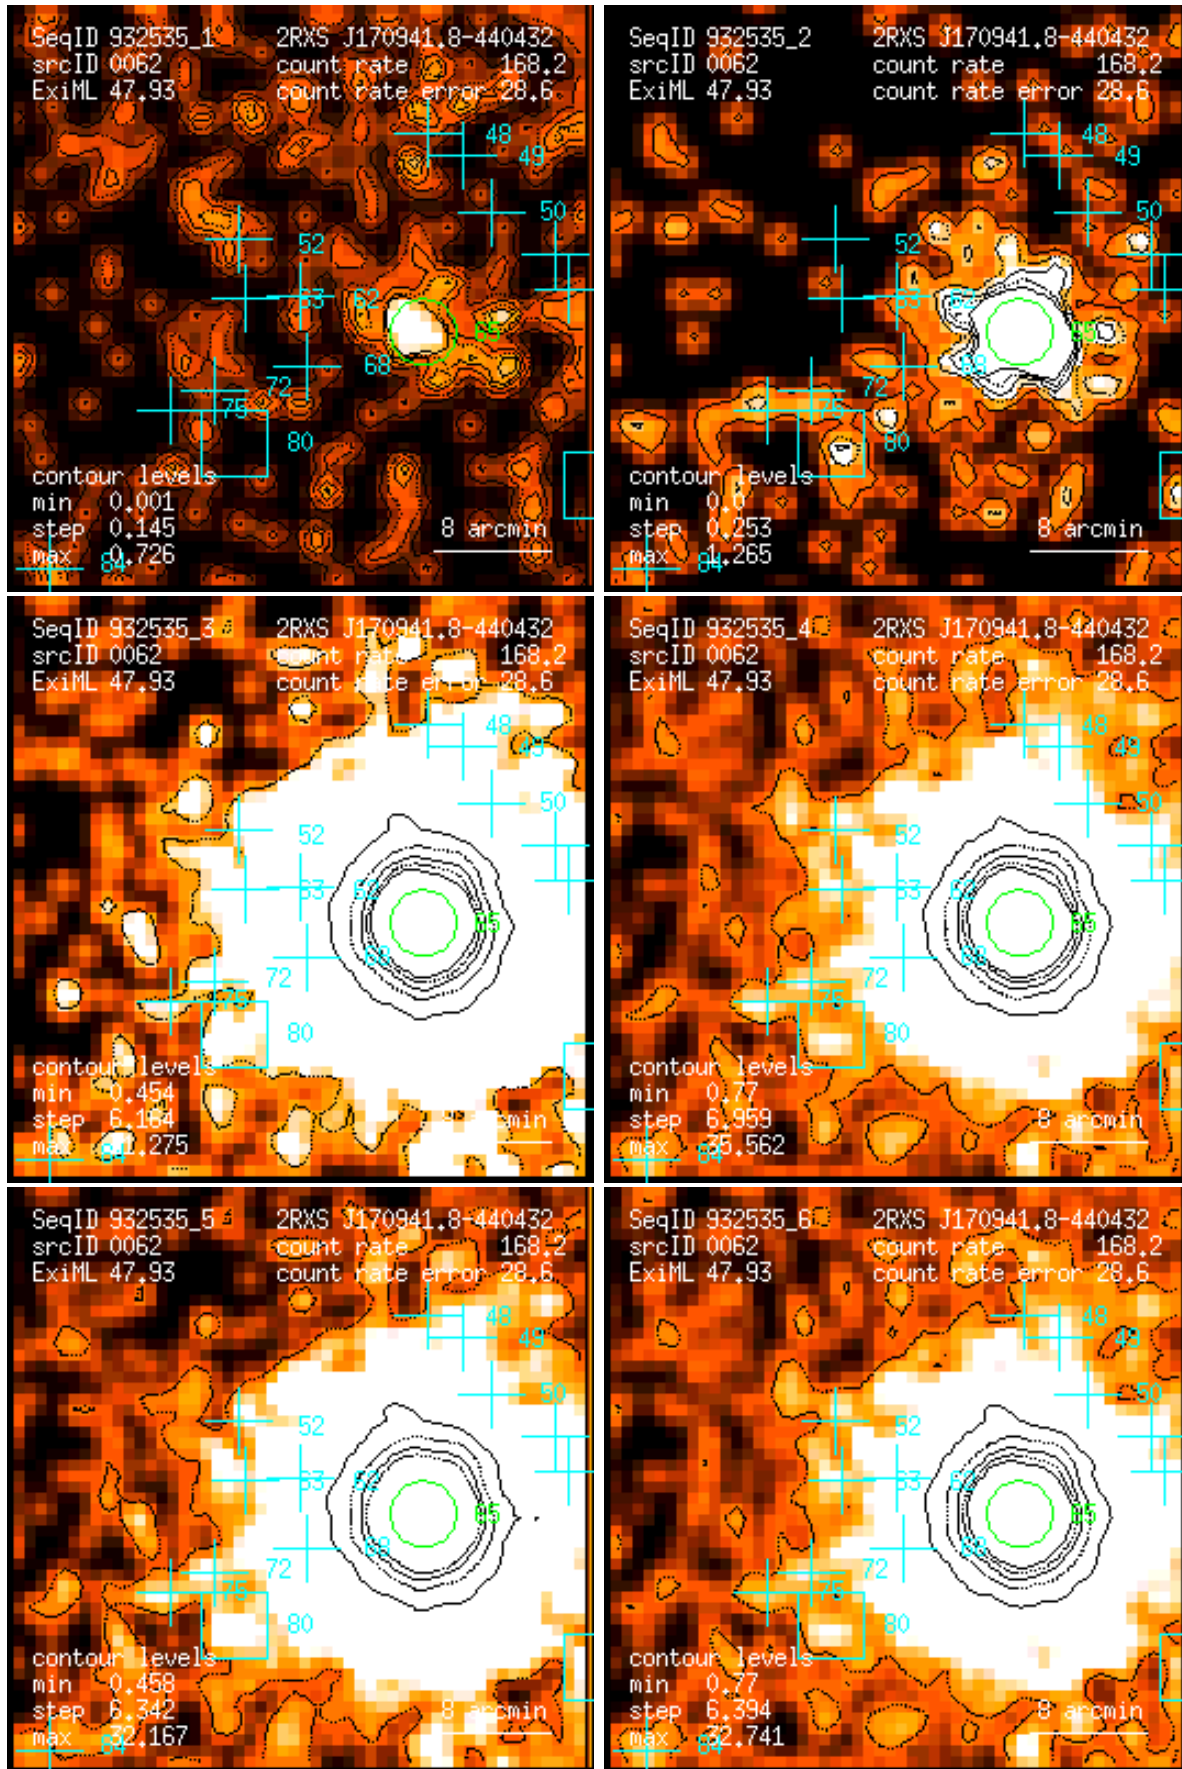 SeqID 932535_1 2RXS J170941.8-440432
srcID 0062 count rate 168.2
ExiML 47.93 count rate error 28.6
48
49
50
52
63 62
65
68
72
75
80
contour levels
min 0.001
step 0.145 8 arcmin
max 0.726
84
SeqID 932535_2 2RXS J170941.8-440432
srcID 0062 count rate 168.2
ExiML 47.93 count rate error 28.6
48
49
50
52
63 62
65
68
72
75
80
contour levels
min 0.0
step 0.253 8 arcmin
max 1.265
84
SeqID 932535_3 2RXS J170941.8-440432
srcID 0062 count rate 168.2
ExiML 47.93 count rate error 28.6
48
49
50
52
63 62
65
68
72
75
80
contour levels
min 0.454
step 6.164 arcmin
max .275
84
SeqID 932535_4 2RXS J170941.8-440432
srcID 0062 count rate 168.2
ExiML 47.93 count rate error 28.6
48
49
50
52
63 62
65
68
72
75
80
contour levels
min 0.77
step 6.959 8 arcmin
max 35.562
84
SeqID 932535_5 2RXS J170941.8-440432
srcID 0062 count rate 168.2
ExiML 47.93 count rate error 28.6
48
49
50
52
63 62
65
68
72
75
80
contour levels
min 0.458
step 6.342 8 arcmin
max 32.167
84
SeqID 932535_6 2RXS J170941.8-440432
srcID 0062 count rate 168.2
ExiML 47.93 count rate error 28.6
48
49
50
52
63 62
65
68
72
75
80
contour levels
min 0.77
step 6.394 8 arcmin
max 32.741
84